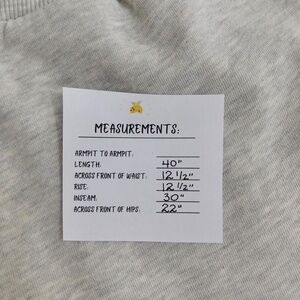 MEASUREMENTS:
ARMPIT TO ARMPIT:
LENGTH: 40"
ACROSS FRONT OF WAIST: 12 1/2"
RISE: 12 1/2"
INSEAM: 30"
ACROSS FRONT OF HIPS: 22"